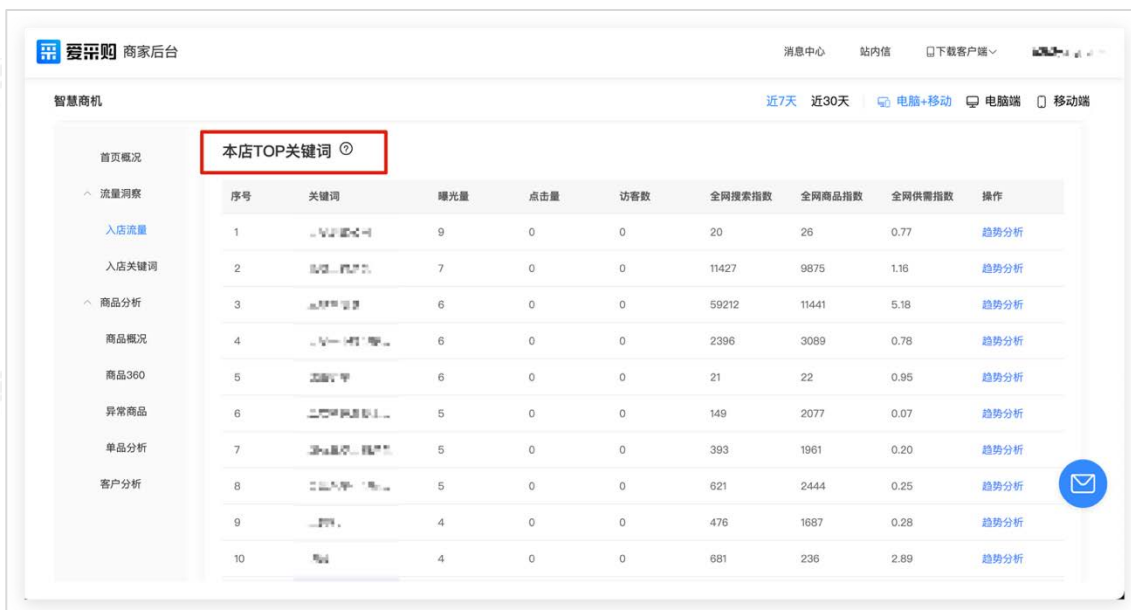 采 爱采购 商家后台 消息中心 站内信 下载客户端
智慧商机 近7天 近30天 电脑+移动 电脑端 移动端
首页概况
流量洞察
入店流量
入店关键词
商品分析
商品概况
商品360
异常商品
单品分析
客户分析
本店TOP关键词 ?
序号 关键词 曝光量 点击量 访客数 全网搜索指数 全网商品指数 全网供需指数 操作
1 9 0 0 20 26 0.77 趋势分析
2 7 0 0 11427 9875 1.16 趋势分析
3 6 0 0 59212 11441 5.18 趋势分析
4 6 0 0 2396 3089 0.78 趋势分析
5 6 0 0 21 22 0.95 趋势分析
6 5 0 0 149 2077 0.07 趋势分析
7 5 0 0 393 1961 0.20 趋势分析
8 5 0 0 621 2444 0.25 趋势分析
9 4 0 0 476 1687 0.28 趋势分析
10 4 0 0 681 236 2.89 趋势分析